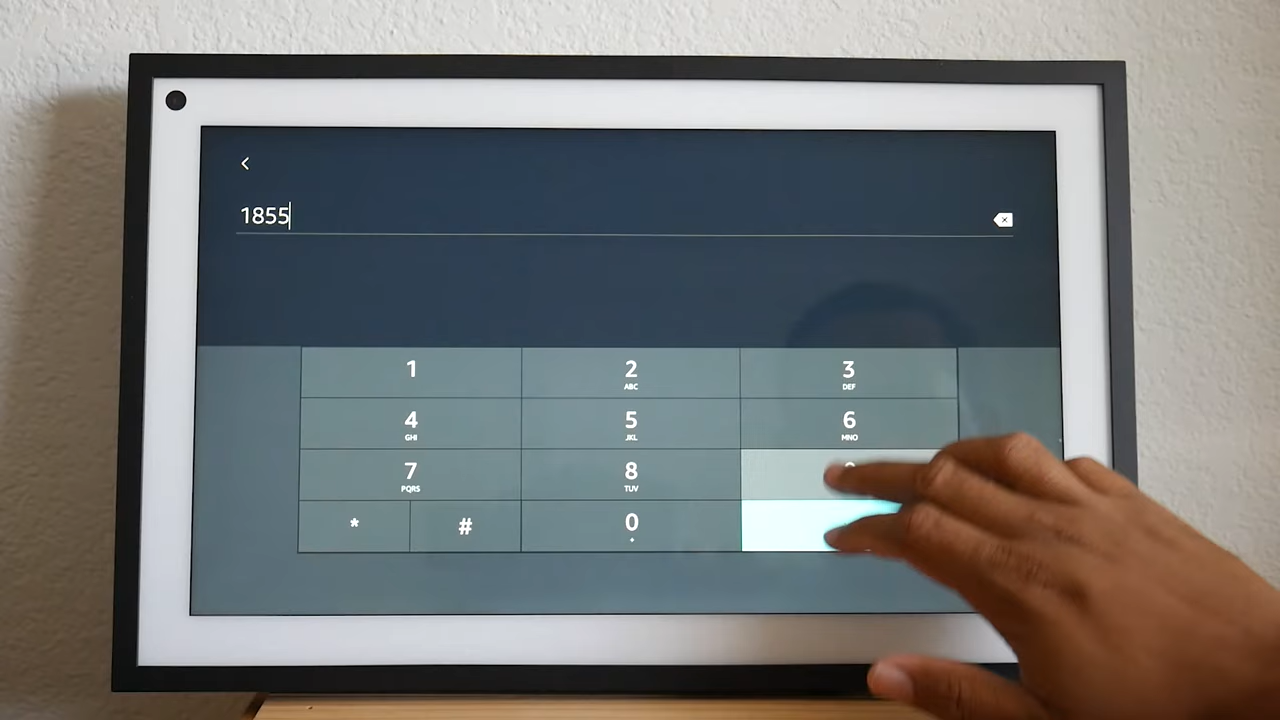 1855
1 2 3
ABC DEF
4 5 6
GHI JKL MNO
7 8
PQRS TUV
* # 0